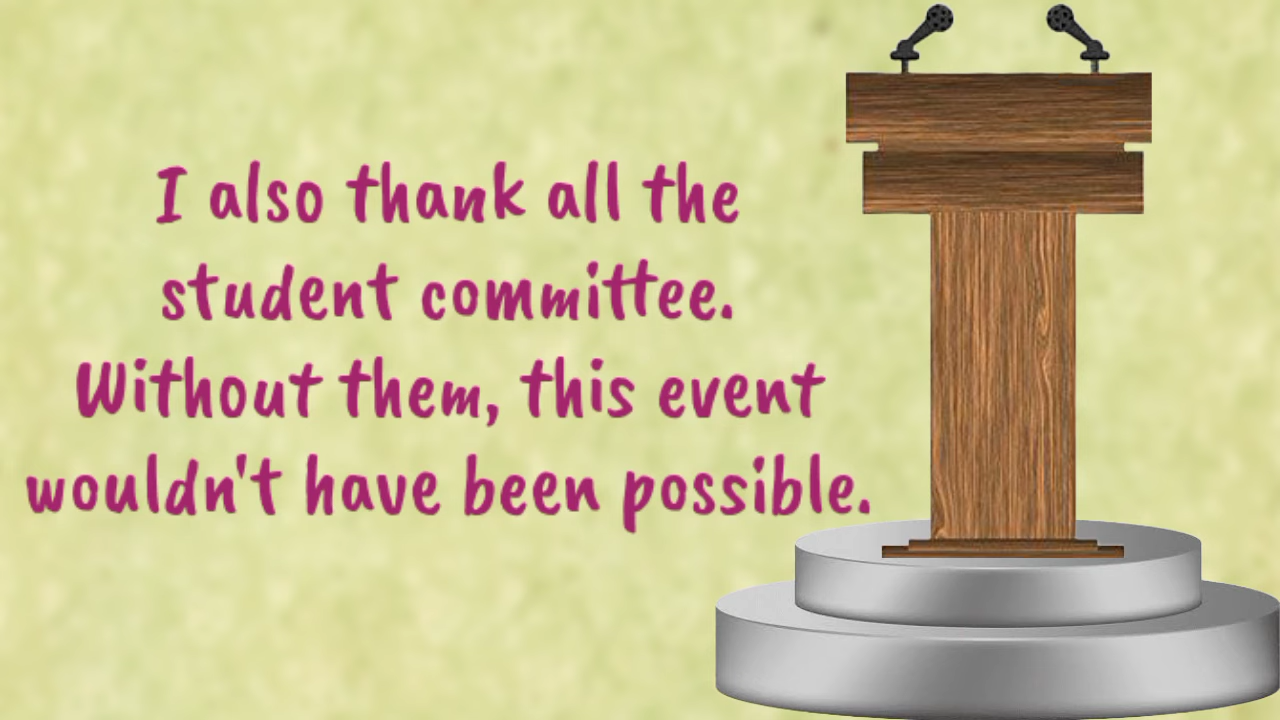 I also thank all the
student committee.
Without them, this event
wouldn't have been possible.